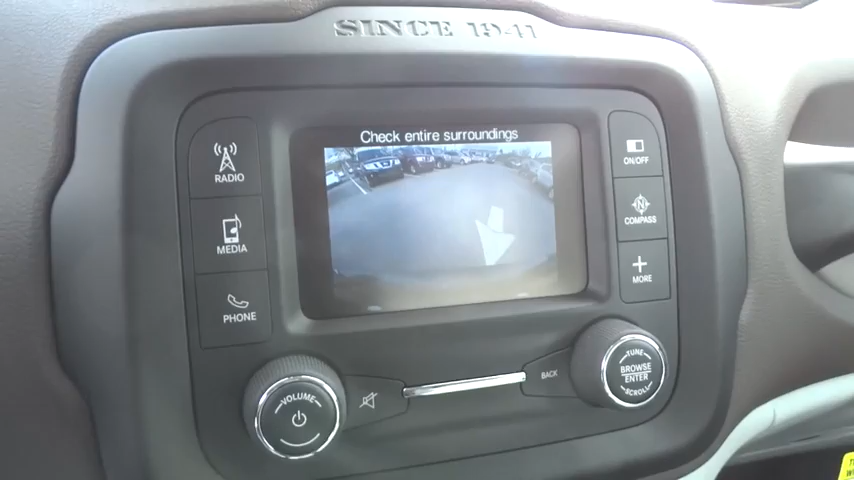 SINCE 1941
Check entire surroundings
RADIO
MEDIA
PHONE
ON/OFF
N
COMPASS
MORE
VOLUME
BACK
TUNE
BROWSE
ENTER
SCROLL